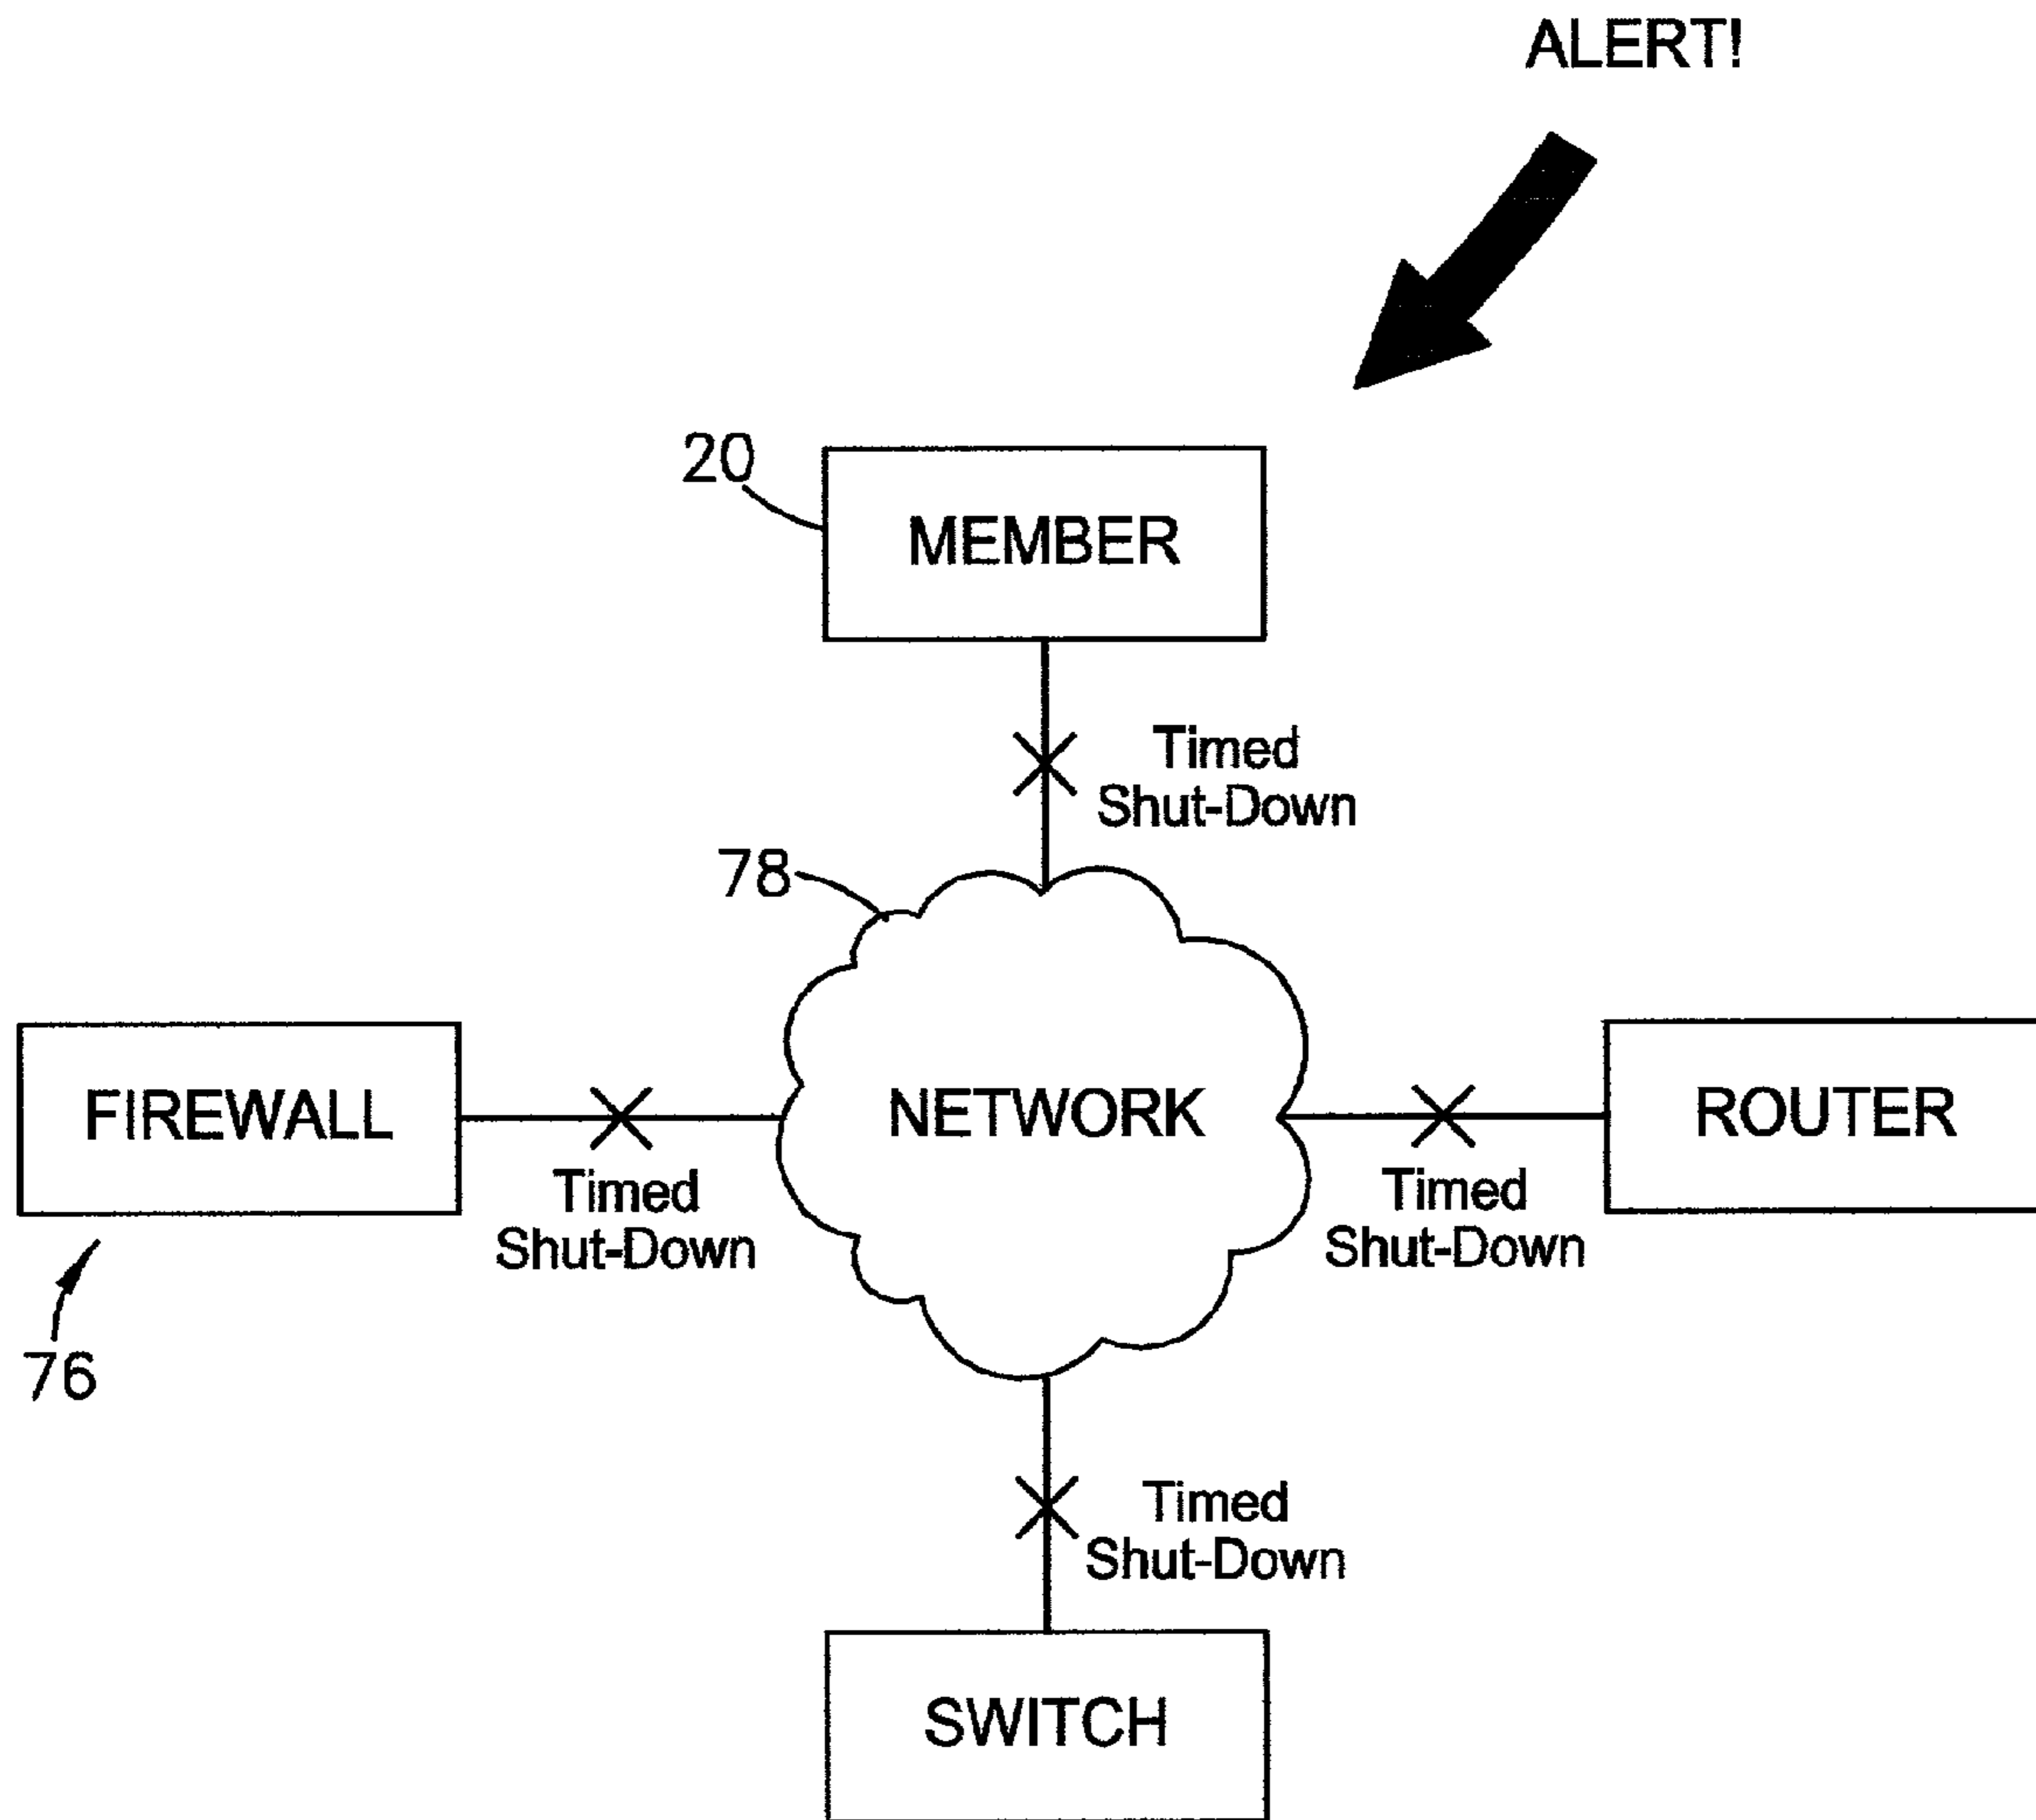 ALERT!
20
MEMBER
Timed
Shut-Down
78
FIREWALL
NETWORK
ROUTER
Timed
Shut-Down
Timed
Shut-Down
76
Timed
Shut-Down
SWITCH